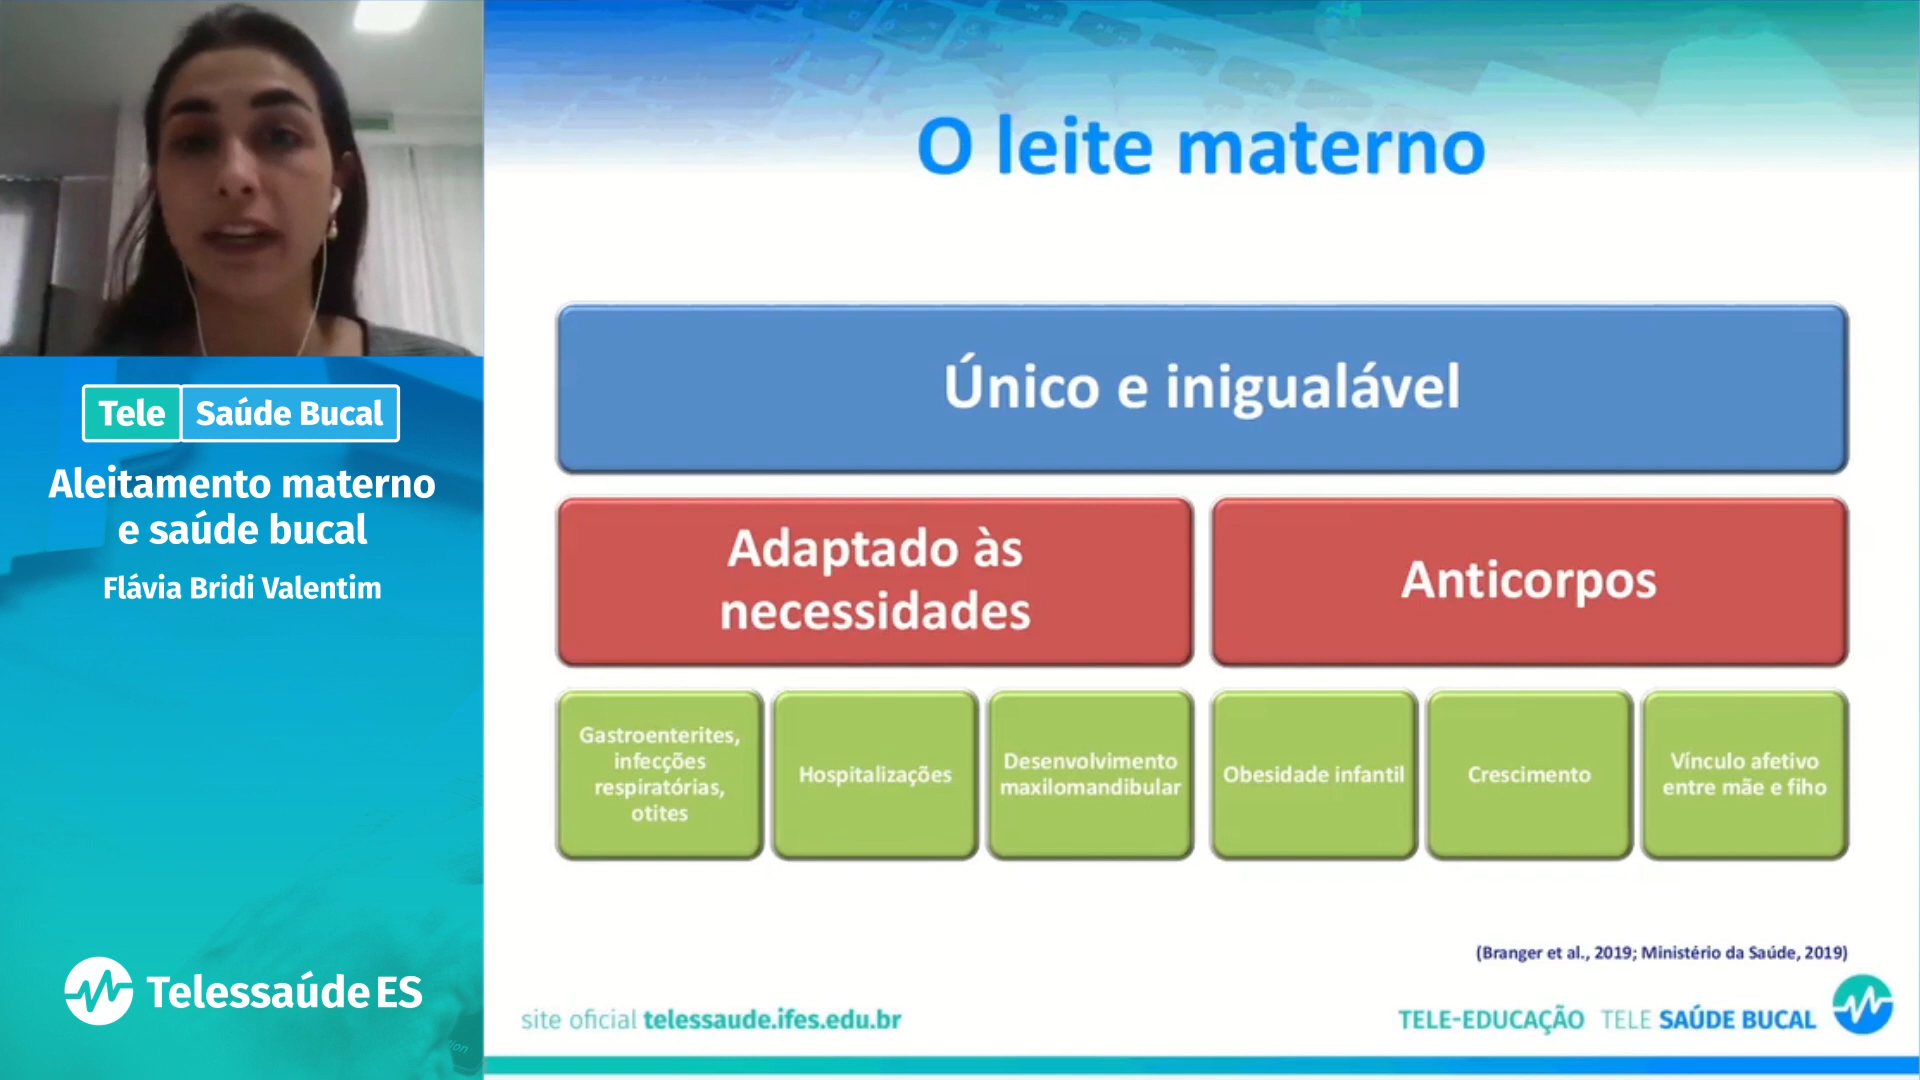 Tele Saúde Bucal
Aleitamento materno
e saúde bucal
Flávia Bridi Valentim
Telessaúde ES
O leite materno
Único e inigualável
Adaptado às
necessidades
Anticorpos
Gastroenterites,
infecções
respiratórias,
otites
Hospitalizações
Desenvolvimento
maxilomandibular
Obesidade infantil
Crescimento
Vínculo afetivo
entre mãe e fiho
(Branger et al., 2019; Ministério da Saúde, 2019)
site oficial telessaude.ifes.edu.br
TELE-EDUCAÇÃO TELE SAÚDE BUCAL